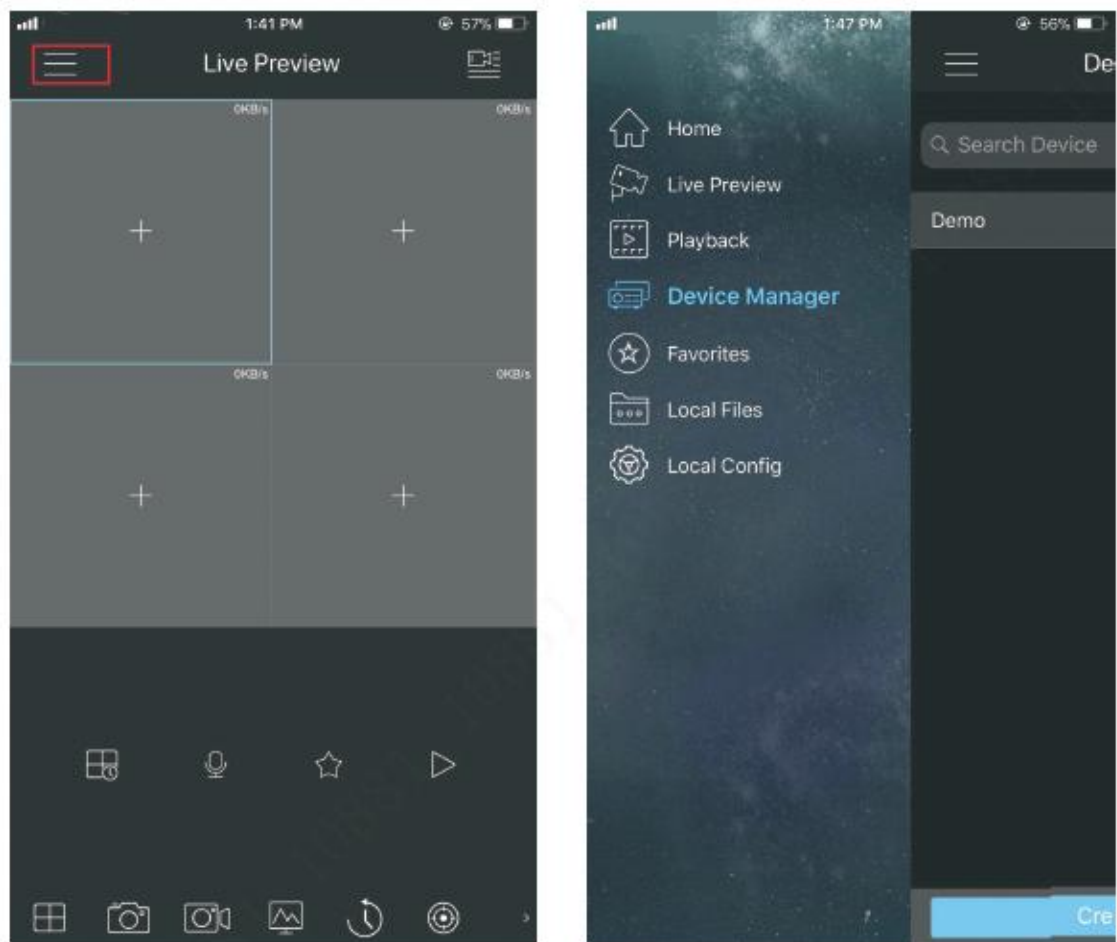 1:41 PM
57%
Live Preview
0KB/s
0KB/s
0KB/s
0KB/s
1:47 PM
56%
Home
Live Preview
Playback
Device Manager
Favorites
Local Files
Local Config
De
Search Device
Demo
Cre